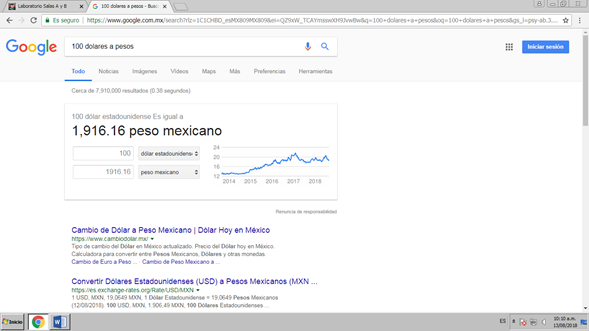 Laboratorio Salas A y B
100 dolares a pesos - Bus
Es seguro
https://www.google.com.mx/search?rlz=1C1CHBD_esMX809MX809&ei=
100+dolares+a+pesos&oq=100+dolares+a+pesos&gs_l=psy-ab.3....
Google
100 dolares a pesos
Iniciar sesión
Todo Noticias Imágenes Vídeos Maps Más Preferencias Herramientas
Cerca de 7,910,000 resultados (0.38 segundos)
100 dólar estadounidense Es igual a
1,916.16 peso mexicano
100 dólar estadounidens
1916.16 peso mexicano
24
20
16
12
2014 2015 2016 2017 2018
Renuncia de responsabilidad
Cambio de Dólar a Peso Mexicano | Dólar Hoy en México
https://www.cambiodolar.mx/
Tipo de cambio del Dólar en México actualizado. Precio del Dólar hoy en México.
Calculadora para convertir entre Pesos Mexicanos, Dólares y otras monedas.
Cambio de Euro a Peso ... Cambio de Peso Mexicano a ...
Convertir Dólares Estadounidenses (USD) a Pesos Mexicanos (MXN ...
https://es.exchange-rates.org/Rate/USD/MXN
1 USD, MXN, 19.0649 MXN, 1 Dólar Estadounidense = 19,0649 Pesos Mexicanos
(12/08/2018). 100 USD, MXN, 1.906,49 MXN, 100 Dólares Estadounidenses ...
Inicio
ES
10:10 a.m.
13/08/2018